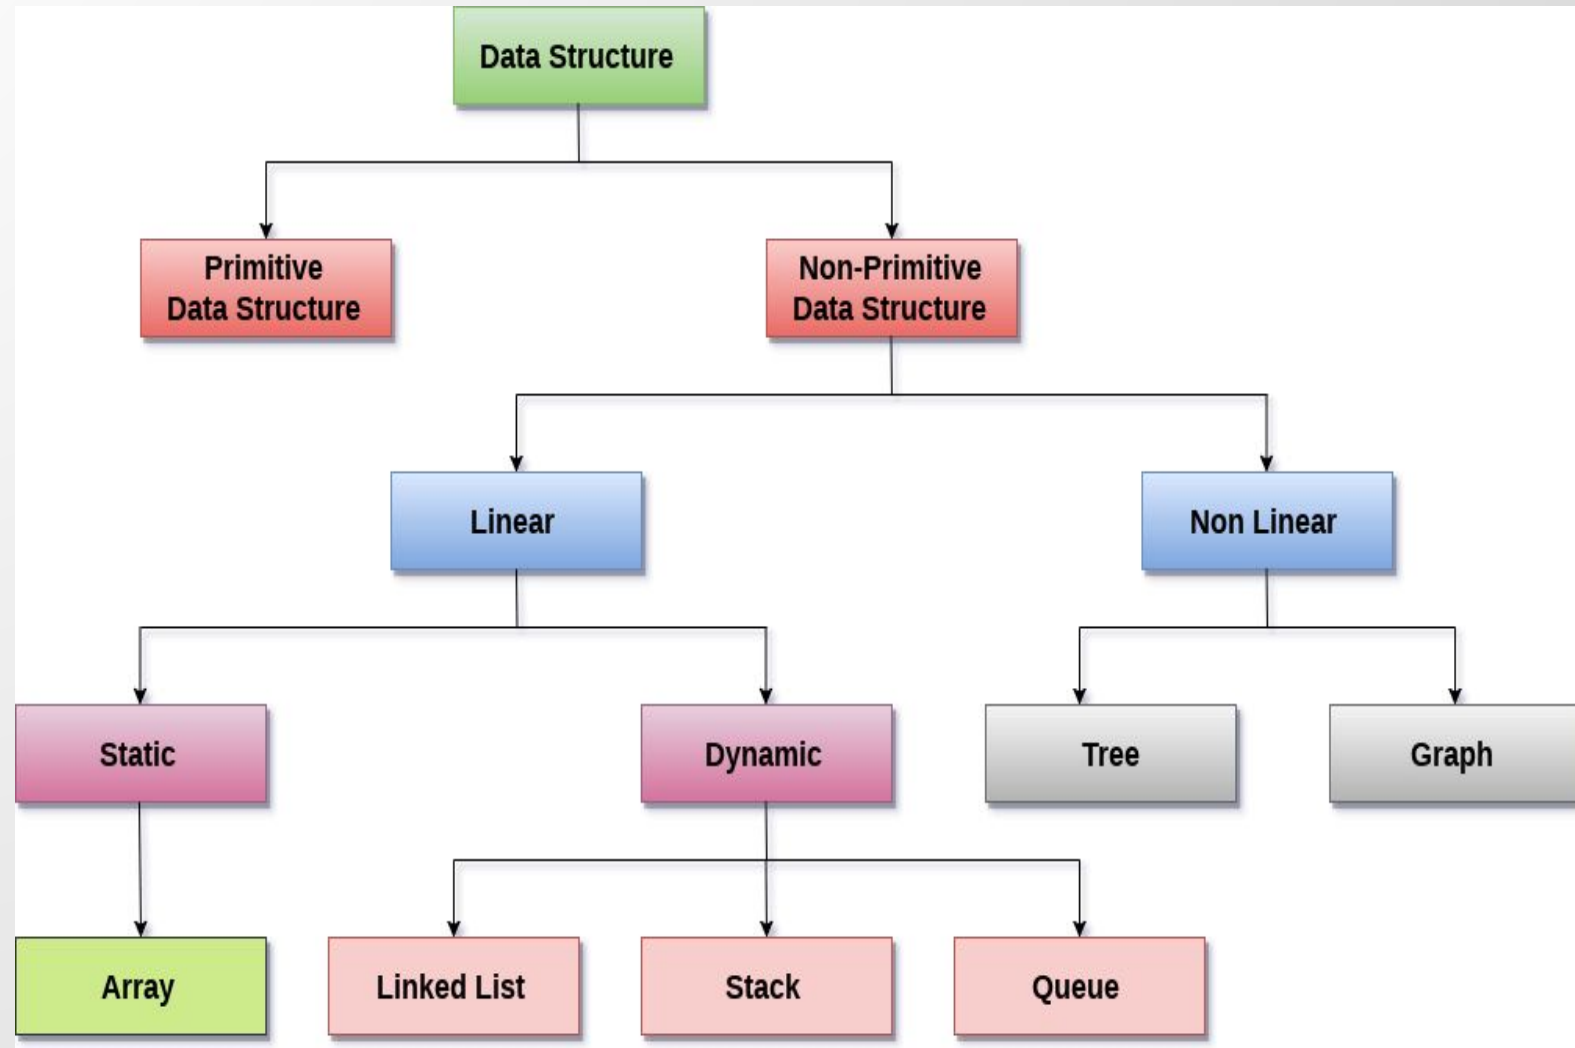 Data Structure
Primitive
Data Structure
Non-Primitive
Data Structure
Linear
Non Linear
Static
Dynamic
Tree
Graph
Array
Linked List
Stack
Queue